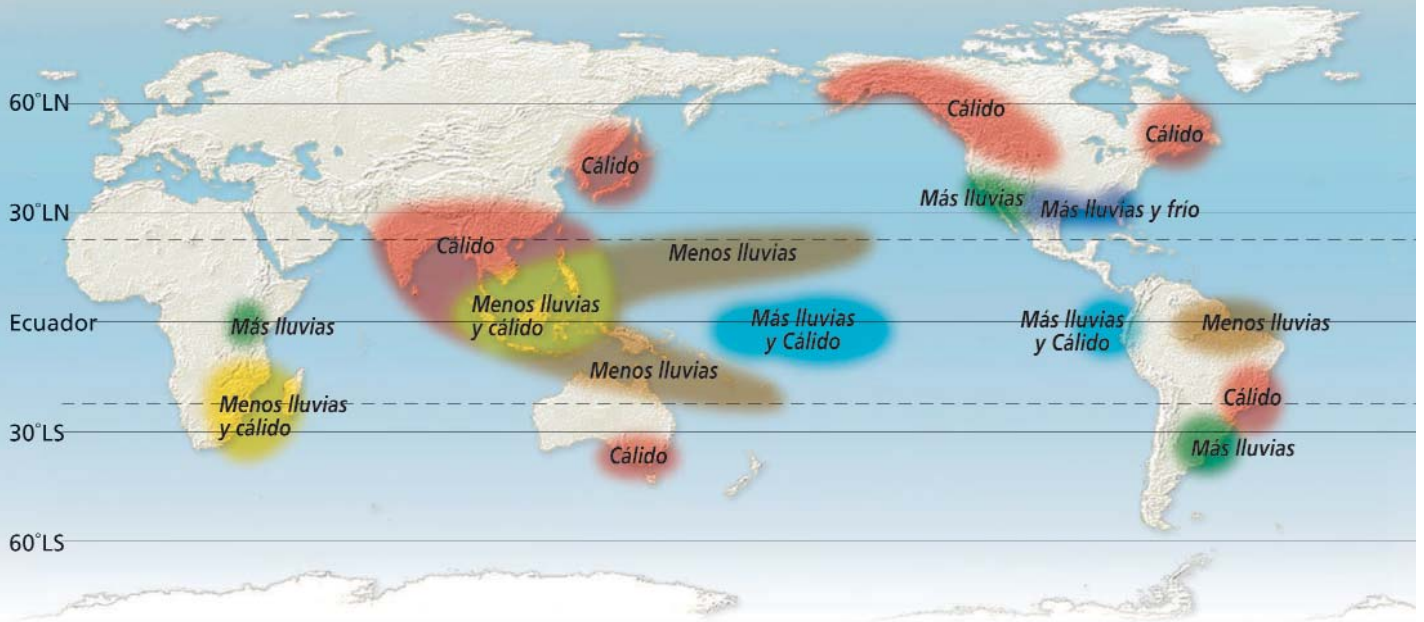 60°LN
Cálido
Cálido
Cálido
Más lluvias
30°LN
Más lluvias y frío
Cálido
Menos lluvias
Menos lluvias
y cálido
Ecuador
Más lluvias
Más lluvias
y Cálido
Más lluvias
y Cálido
Menos lluvias
Menos lluvias
Menos lluvias
y cálido
Cálido
30°LS
Cálido
Más lluvias
60°LS